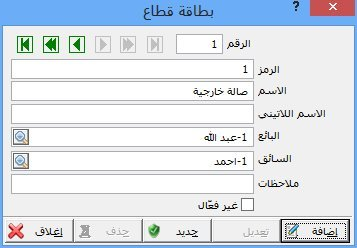 بطاقة قطاع
الرقم 1
الرمز 1
الاسم صالة خارجية
الاسم اللاتيني
البائع 1-عبد الله
السائق 1-احمد
ملاحظات
غير فعّال
إضافة تعديل جديد حذف إغلاق